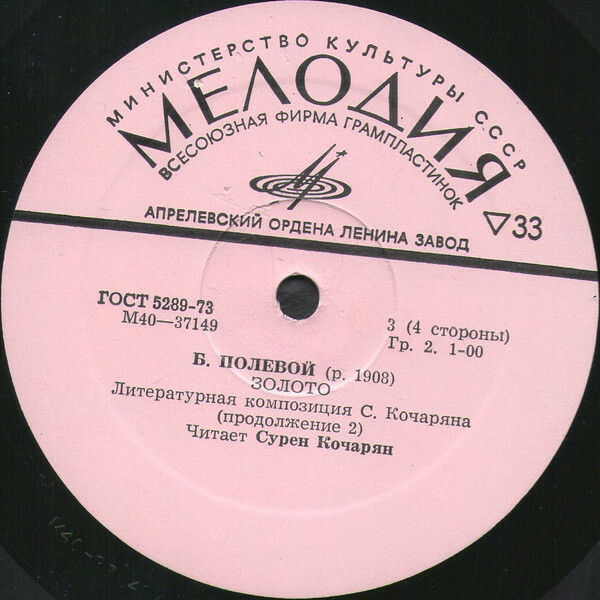 МИНИСТЕРСТВО КУЛЬТУРЫ СССР
МЕЛОДИЯ
ВСЕСОЮЗНАЯ ФИРМА ГРАМПЛАСТИНОК
АПРЕЛЕВСКИЙ ОРДЕНА ЛЕНИНА ЗАВОД
33
ГОСТ 5289-73
М40—37149
3 (4 стороны)
Гр. 2. 1-00
Б. ПОЛЕВОЙ (р. 1908)
ЗОЛОТО
Литературная композиция С. Кочаряна
(продолжение 2)
Читает Сурен Кочарян